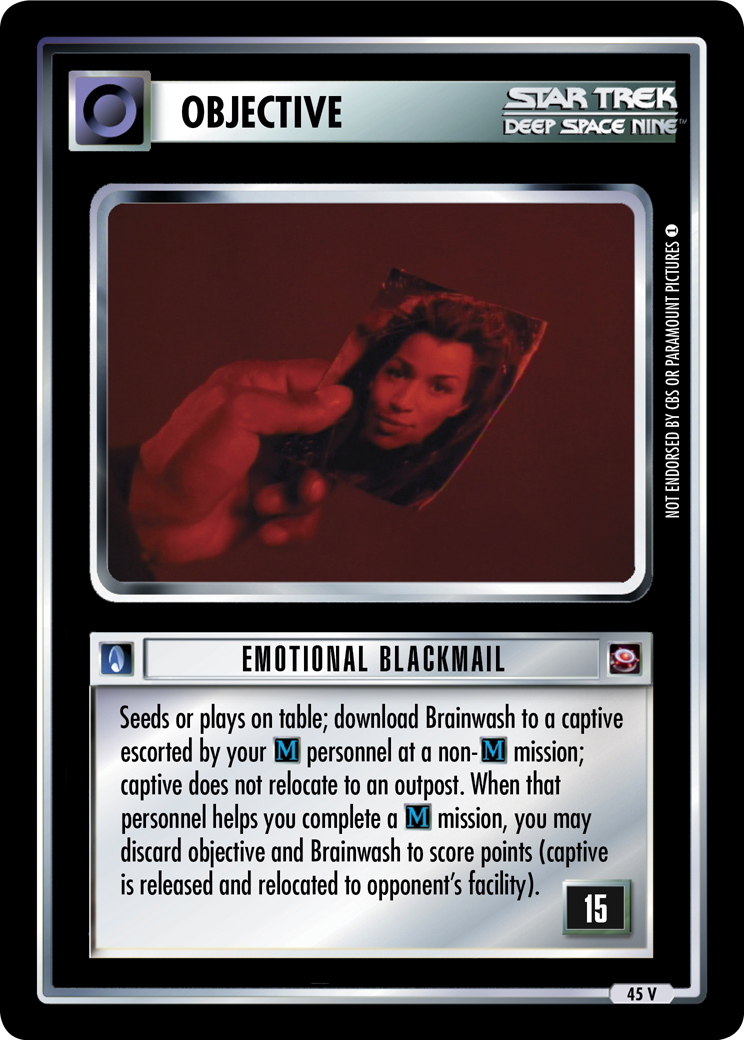 OBJECTIVE
STAR TREK
DEEP SPACE NINE™
NOT ENDORSED BY CBS OR PARAMOUNT PICTURES 1
EMOTIONAL BLACKMAIL
Seeds or plays on table; download Brainwash to a captive
escorted by your M personnel at a non-M mission;
captive does not relocate to an outpost. When that
personnel helps you complete a M mission, you may
discard objective and Brainwash to score points (captive
is released and relocated to opponent's facility).
15
45 V